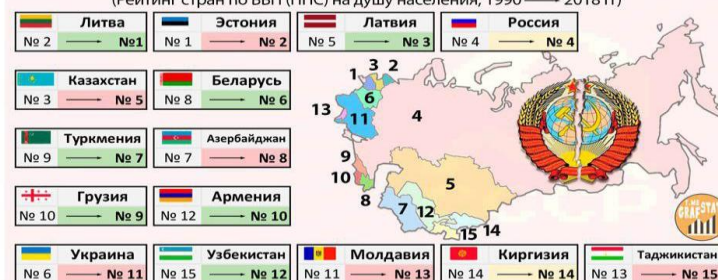 (Рейтинг стран по ВВП (ППС) на душу населения, 1990 → 2018 гг)
Литва Эстония Латвия Россия
№ 2 → №1 № 1 → № 2 № 5 → № 3 № 4 → № 4
Казахстан Беларусь
№ 3 → № 5 № 8 → № 6
Туркмения Азербайджан
№ 9 → № 7 № 7 → № 8
Грузия Армения
№ 10 → № 9 № 12 → № 10
Украина Узбекистан Молдавия Киргизия Таджикистан
№ 6 → № 11 № 15 → № 12 № 11 → № 13 № 14 → № 14 № 13 → № 15
3 2
1
6
13
11
4
9
10
8
5
7
12
15 14
GRAFSTAT